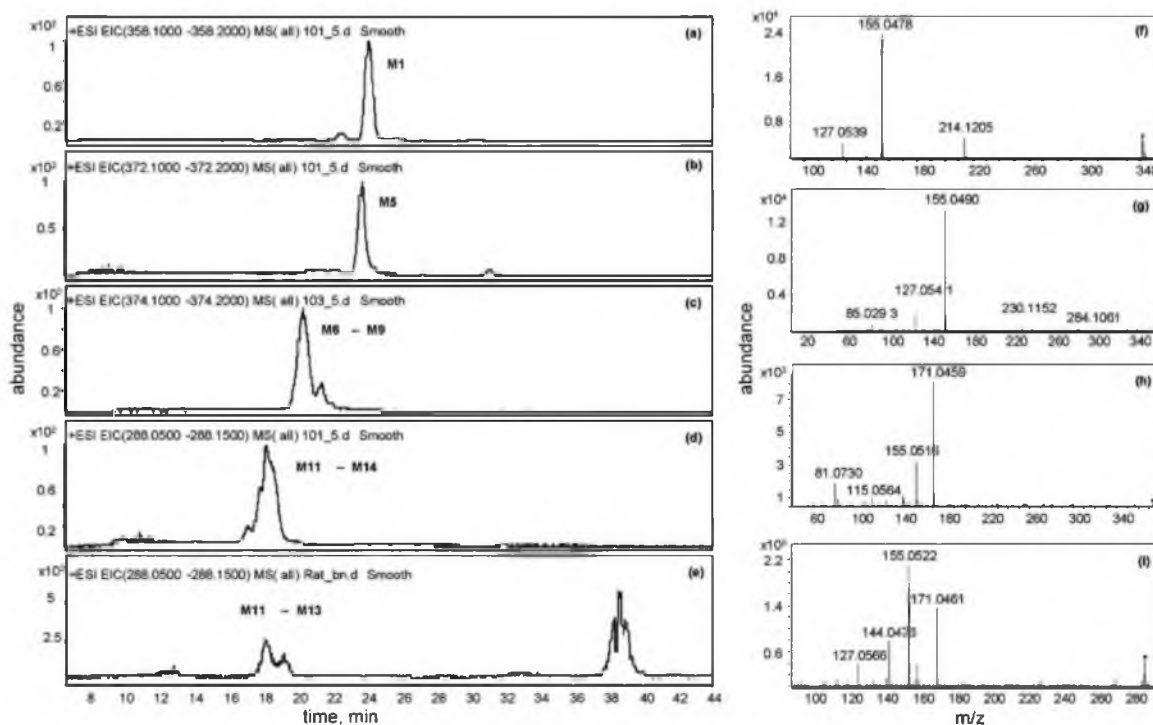 x10²
+ESI EIC(358.1000 -358.2000) MS( all) 101_5.d Smooth
(a)
1
M1
0.6
0.2
x10²
+ESI EIC(372.1000 -372.2000) MS( all) 101_5.d Smooth
(b)
1
M5
0.5
+ESI EIC(374.1000 -374.2000) MS( all) 103_5.d Smooth
(c)
1
M6 – M9
0.6
0.2
x10²
+ESI EIC(288.0500 -288.1500) MS( all) 101_5.d Smooth
(d)
1
M11 – M14
0.6
0.2
+ESI EIC(288.0500 -288.1500) MS( all) Rat_bn.d Smooth
(e)
5
M11 – M13
2.5
8 10 12 14 16 18 20 22 24 26 28 30 32 34 36 38 40 42 44
time, min
abundance
x10⁴
155.0478
(f)
2.4
1.6
0.8
127.0539
214.1205
100 140 180 220 260 300 340
x10⁴
155.0490
(g)
1.2
0.8
0.4
127.0541
85.0293
230.1152
284.1061
20 60 100 140 180 220 260 300 340
x10³
171.0459
(h)
7
5
3
1
155.0516
81.0730
115.0564
60 100 140 180 220 260 300 340
155.0522
(i)
2.2
1.4
0.6
171.0461
127.0566
100 120 140 160 180 200 220 240 260 280
m/z
abundance